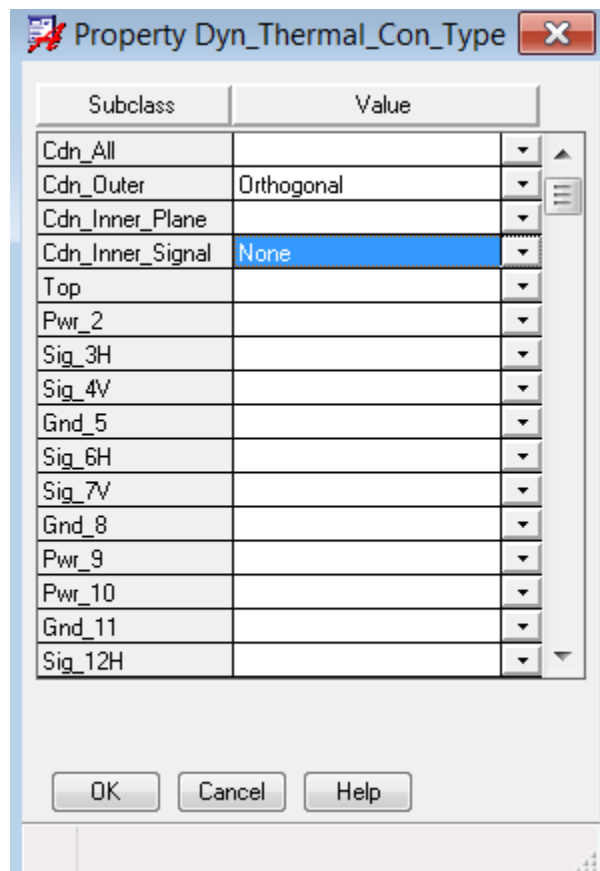 Property Dyn_Thermal_Con_Type
Subclass Value
Cdn_All
Cdn_Outer Orthogonal
Cdn_Inner_Plane
Cdn_Inner_Signal None
Top
Pwr_2
Sig_3H
Sig_4V
Gnd_5
Sig_6H
Sig_7V
Gnd_8
Pwr_9
Pwr_10
Gnd_11
Sig_12H
OK Cancel Help